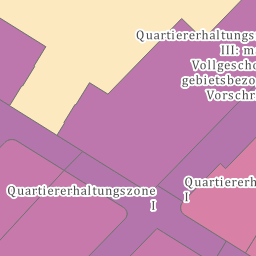 Quartiererhaltungs
III: m
Vollgescho
gebietsbezo
Vorschr
Quartiererhaltungszone
I
Quartiererh
I